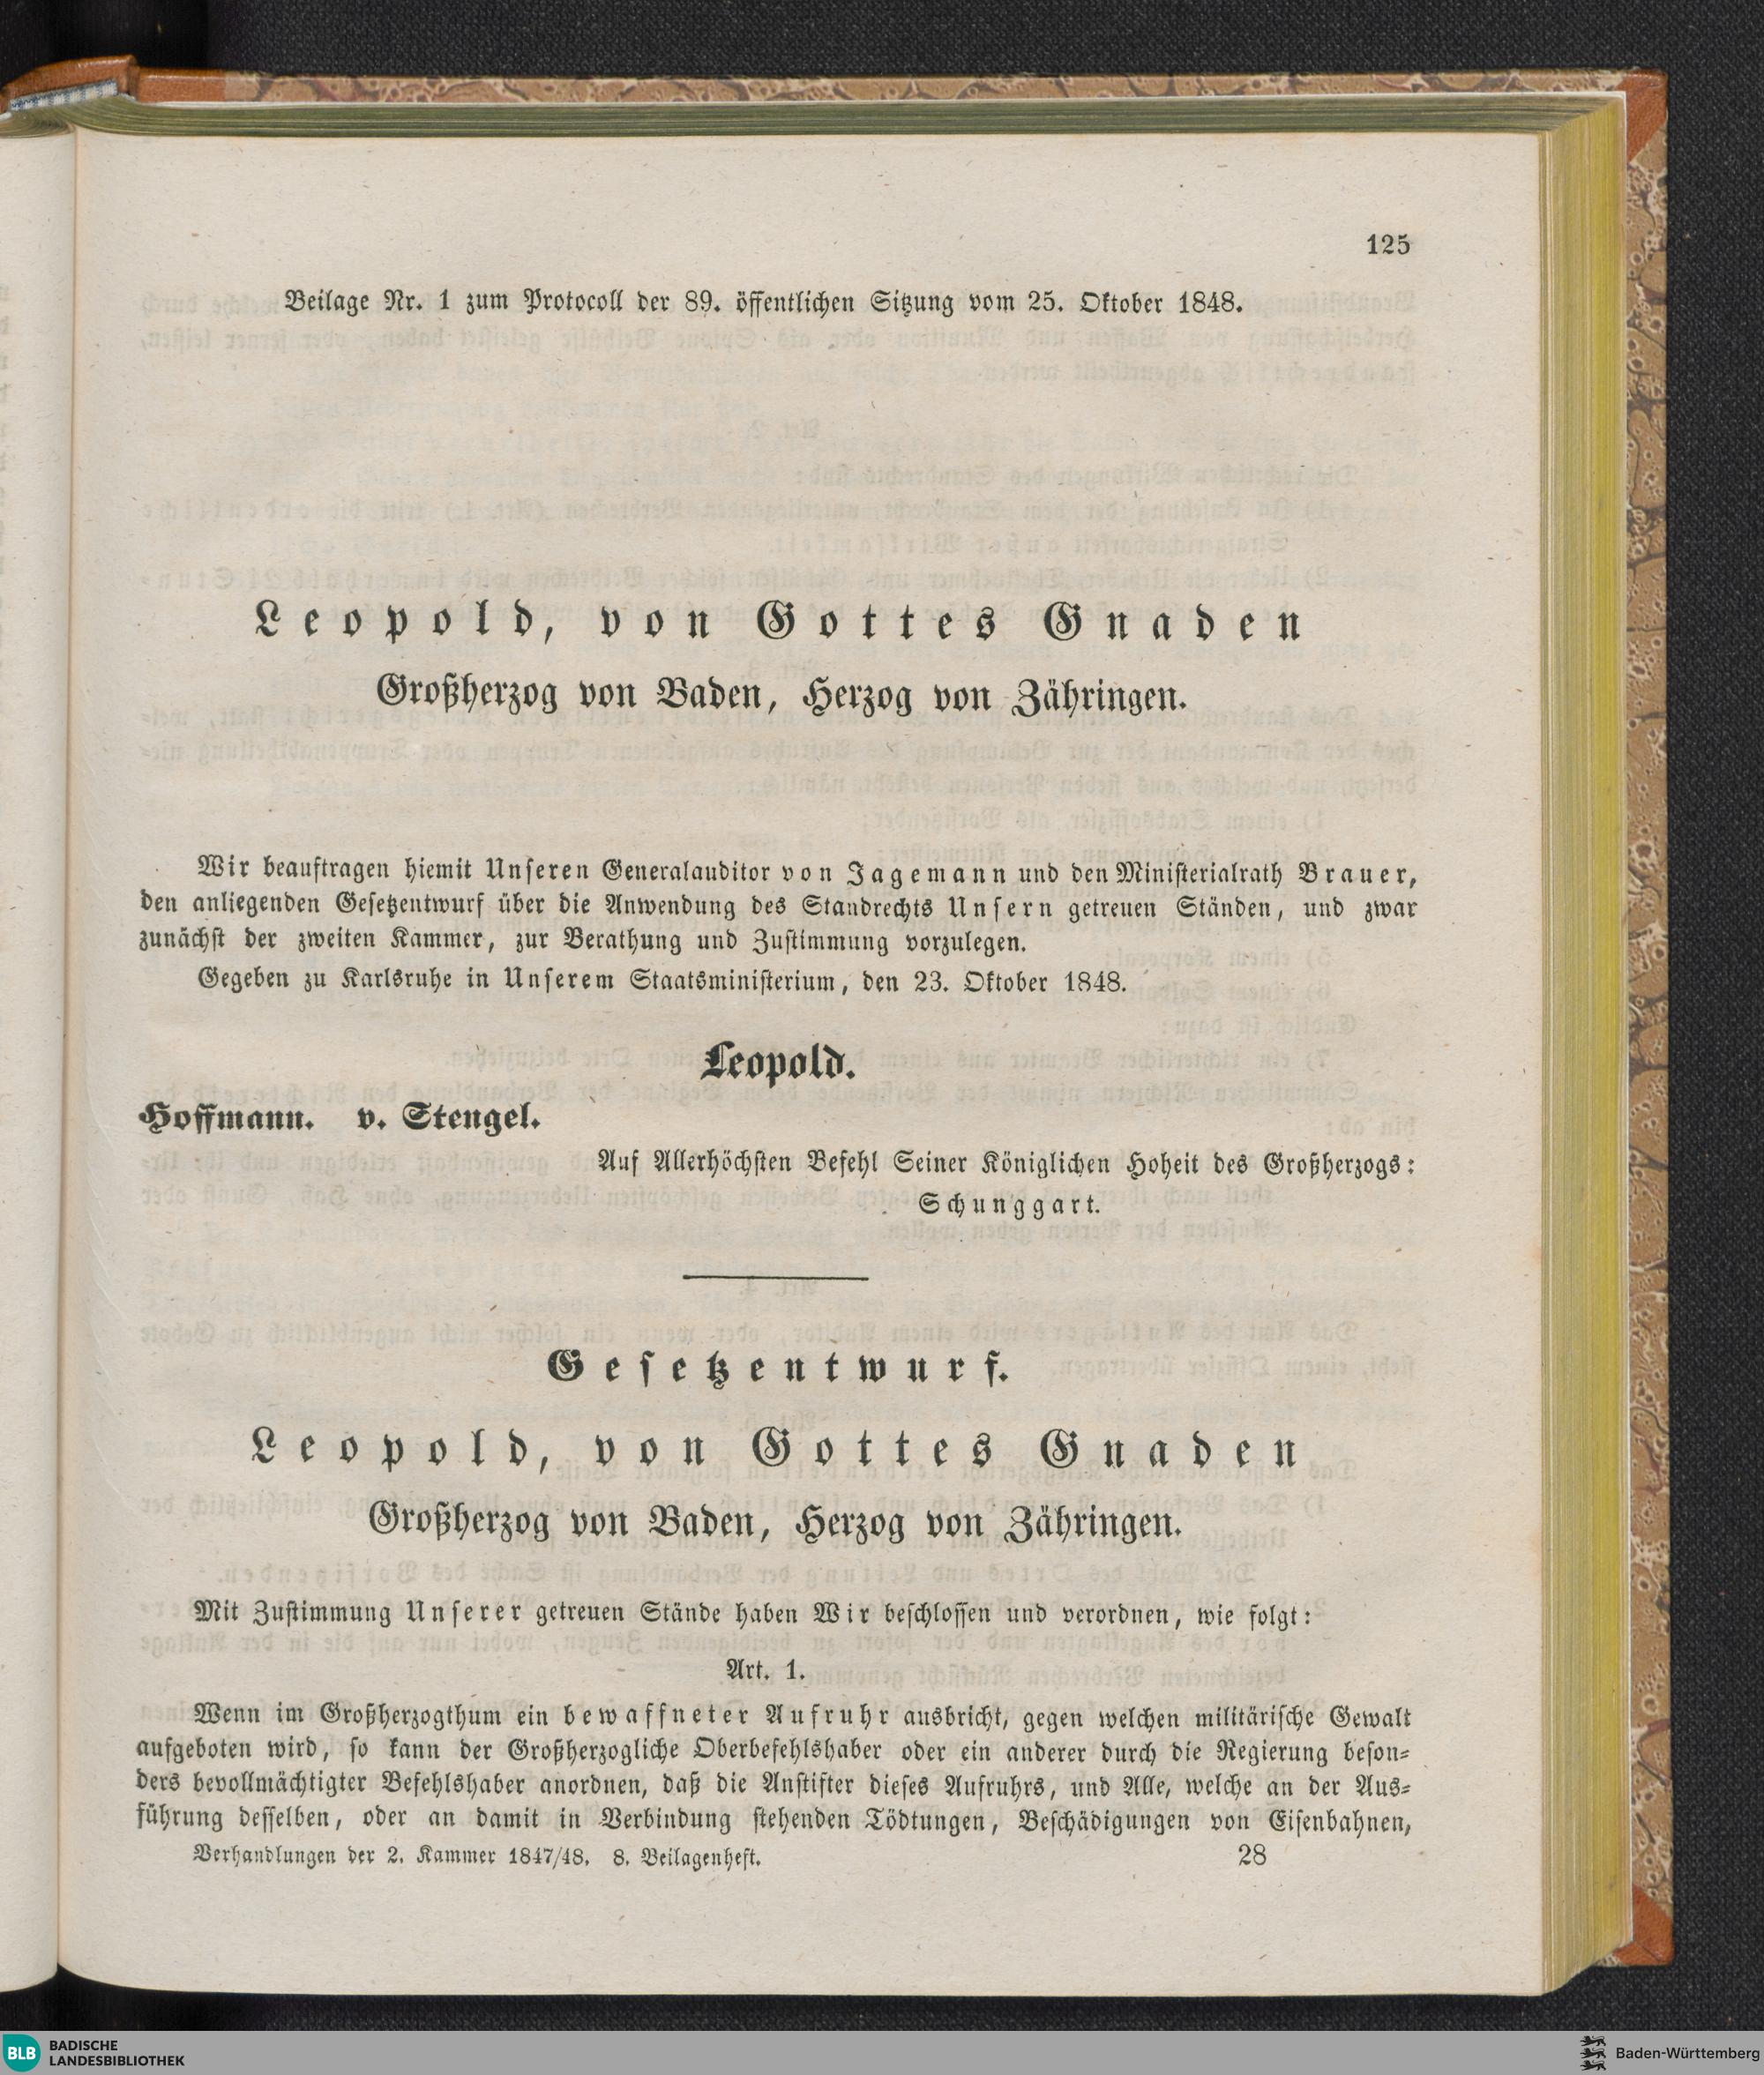 125
Beilage Nr. 1 zum Protocoll der 89. öffentlichen Sitzung vom 25. Oktober 1848.
Leopold, von Gottes Gnaden
Großherzog von Baden, Herzog von Zähringen.
Wir beauftragen hiemit Unseren Generalauditor von Jagemann und den Ministerialrath Brauer,
den anliegenden Gesetzentwurf über die Anwendung des Standrechts Unsern getreuen Ständen, und zwar
zunächst der zweiten Kammer, zur Berathung und Zustimmung vorzulegen.
Gegeben zu Karlsruhe in Unserem Staatsministerium, den 23. Oktober 1848.
Leopold.
Hoffmann. v. Stengel.
Auf Allerhöchsten Befehl Seiner Königlichen Hoheit des Großherzogs:
Schunggart.
Gesetzentwurf.
Leopold, von Gottes Gnaden
Großherzog von Baden, Herzog von Zähringen.
Mit Zustimmung Unserer getreuen Stände haben Wir beschlossen und verordnen, wie folgt:
Art. 1.
Wenn im Großherzogthum ein bewaffneter Aufruhr ausbricht, gegen welchen militärische Gewalt
aufgeboten wird, so kann der Großherzogliche Oberbefehlshaber oder ein anderer durch die Regierung beson-
ders bevollmächtigter Befehlshaber anordnen, daß die Anstifter dieses Aufruhrs, und Alle, welche an der Aus-
führung desselben, oder an damit in Verbindung stehenden Tödtungen, Beschädigungen von Eisenbahnen,
Verhandlungen der 2. Kammer 1847/48. 8. Beilagenheft. 28
BLB BADISCHE
LANDESBIBLIOTHEK
Baden-Württemberg